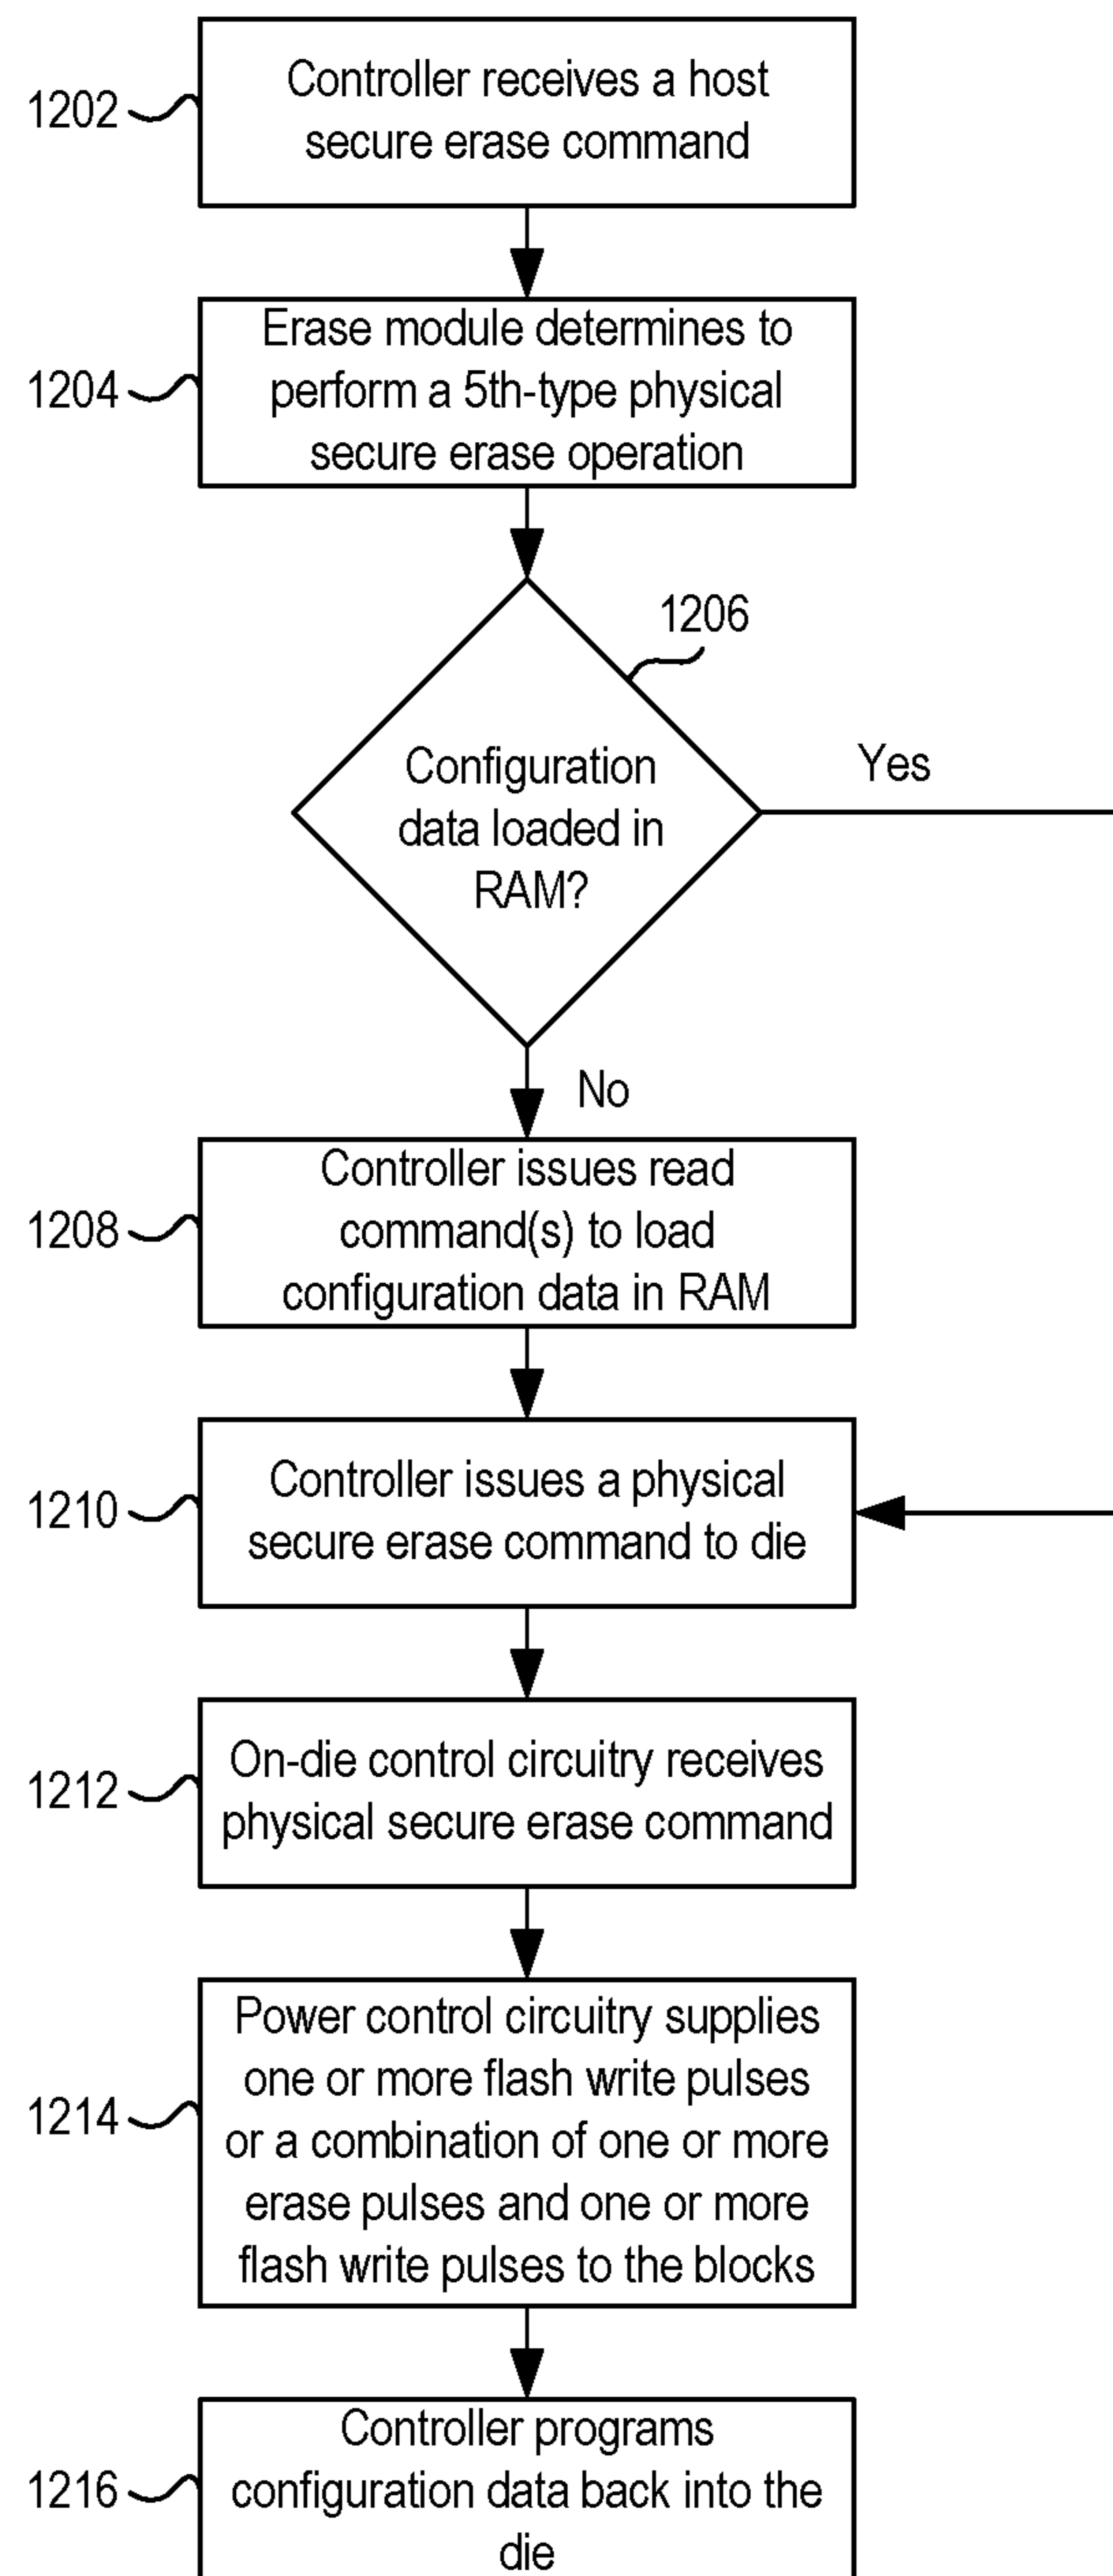 1202
Controller receives a host
secure erase command
1204
Erase module determines to
perform a 5th-type physical
secure erase operation
1206
Configuration
data loaded in
RAM?
Yes
No
1208
Controller issues read
command(s) to load
configuration data in RAM
1210
Controller issues a physical
secure erase command to die
1212
On-die control circuitry receives
physical secure erase command
1214
Power control circuitry supplies
one or more flash write pulses
or a combination of one or more
erase pulses and one or more
flash write pulses to the blocks
1216
Controller programs
configuration data back into the
die